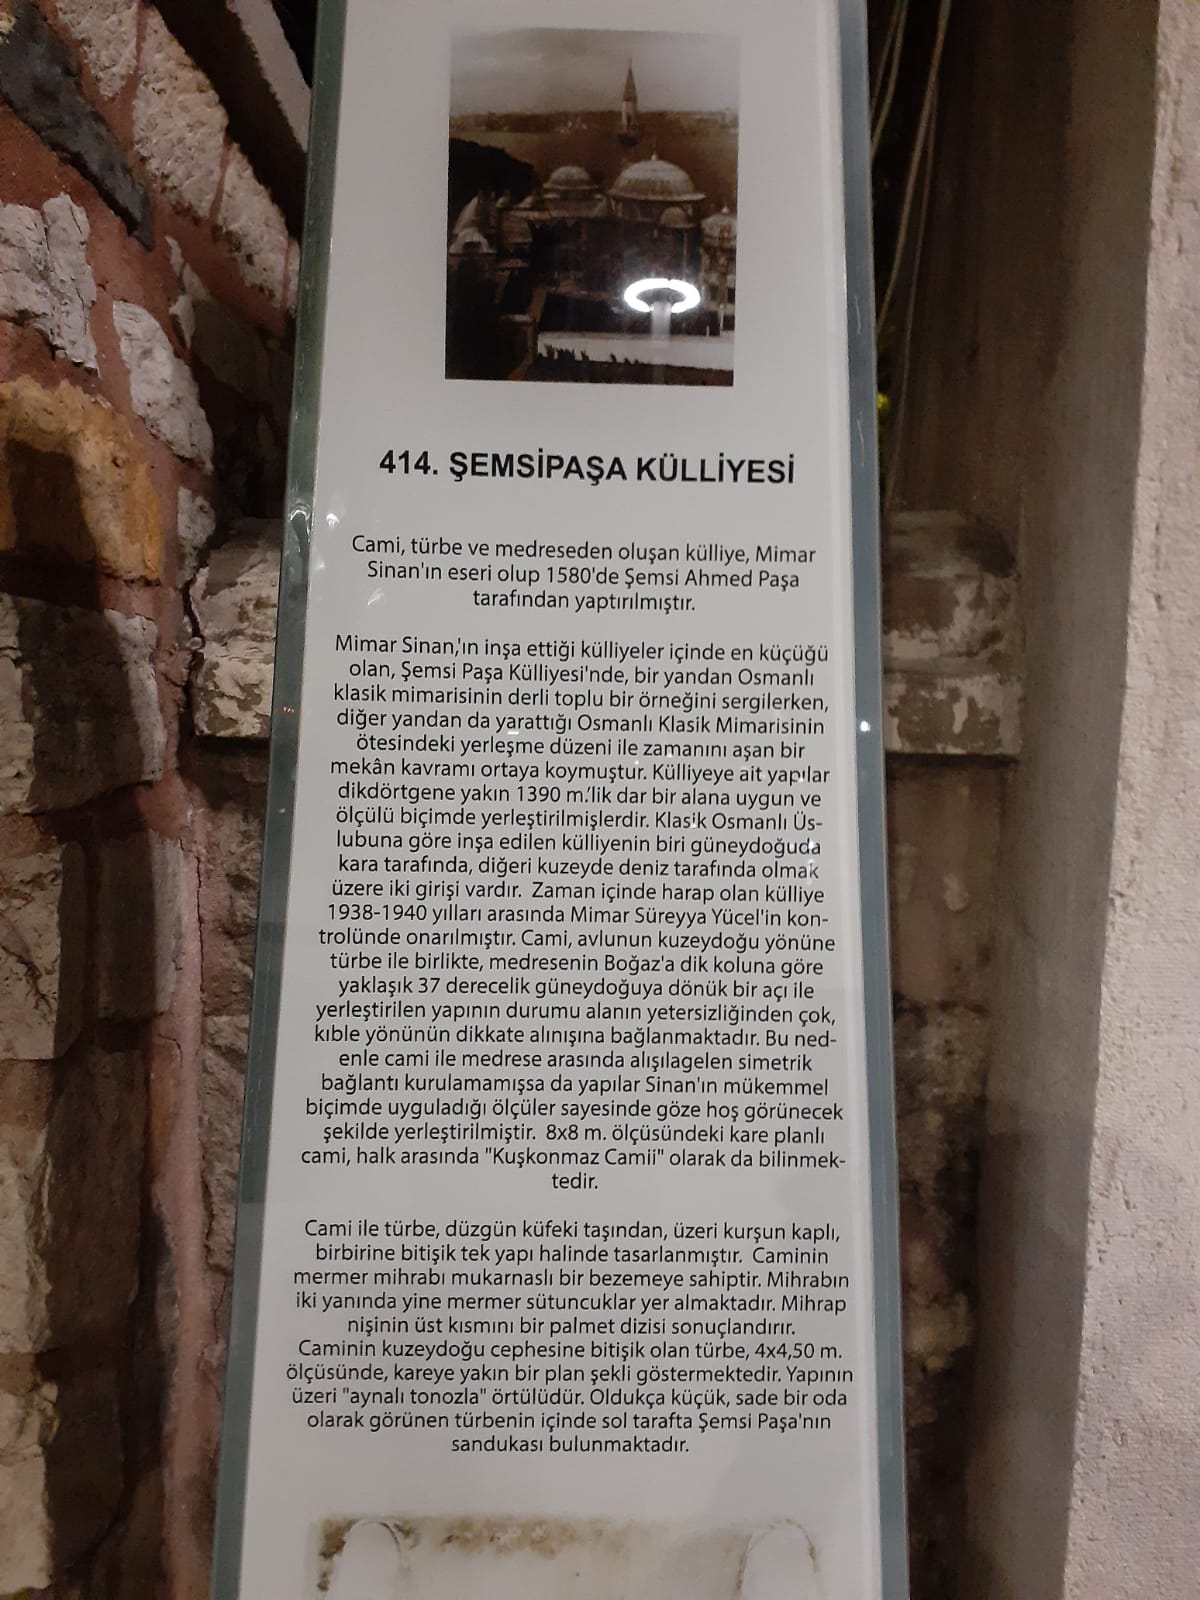 414. ŞEMSİPAŞA KÜLLİYESİ
Cami, türbe ve medreseden oluşan külliye, Mimar
Sinan'ın eseri olup 1580'de Şemsi Ahmed Paşa
tarafından yaptırılmıştır.
Mimar Sinan,'ın inşa ettiği külliyeler içinde en küçüğü
olan, Şemsi Paşa Külliyesi'nde, bir yandan Osmanlı
klasik mimarisinin derli toplu bir örneğini sergilerken,
diğer yandan da yarattığı Osmanlı Klasik Mimarisinin
ötesindeki yerleşme düzeni ile zamanını aşan bir
mekân kavramı ortaya koymuştur. Külliyeye ait yapılar
dikdörtgene yakın 1390 m.'lik dar bir alana uygun ve
ölçülü biçimde yerleştirilmişlerdir. Klasik Osmanlı Üs-
lubuna göre inşa edilen külliyenin biri güneydoğuda
kara tarafında, diğeri kuzeyde deniz tarafında olmak
üzere iki girişi vardır. Zaman içinde harap olan külliye
1938-1940 yılları arasında Mimar Süreyya Yücel'in kon-
trolünde onarılmıştır. Cami, avlunun kuzeydoğu yönüne
türbe ile birlikte, medresenin Boğaz'a dik koluna göre
yaklaşık 37 derecelik güneydoğuya dönük bir açı ile
yerleştirilen yapının durumu alanın yetersizliğinden çok,
kıble yönünün dikkate alınışına bağlanmaktadır. Bu ned-
enle cami ile medrese arasında alışılagelen simetrik
bağlantı kurulamamışsa da yapılar Sinan'ın mükemmel
biçimde uyguladığı ölçüler sayesinde göze hoş görünecek
şekilde yerleştirilmiştir. 8x8 m. ölçüsündeki kare planlı
cami, halk arasında "Kuşkonmaz Camii" olarak da bilinmek-
tedir.
Cami ile türbe, düzgün küfeki taşından, üzeri kurşun kaplı,
birbirine bitişik tek yapı halinde tasarlanmıştır. Caminin
mermer mihrabı mukarnaslı bir bezemeye sahiptir. Mihrabın
iki yanında yine mermer sütuncuklar yer almaktadır. Mihrap
nişinin üst kısmını bir palmet dizisi sonuçlandırır.
Caminin kuzeydoğu cephesine bitişik olan türbe, 4x4,50 m.
ölçüsünde, kareye yakın bir plan şekli göstermektedir. Yapının
üzeri "aynalı tonozla" örtülüdür. Oldukça küçük, sade bir oda
olarak görünen türbenin içinde sol tarafta Şemsi Paşa'nın
sandukası bulunmaktadır.